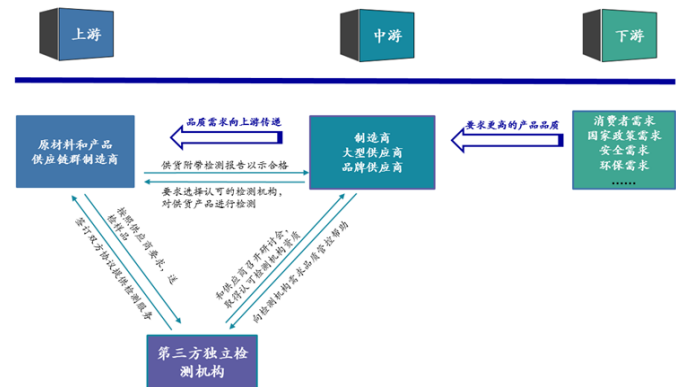 上游
中游
下游
品质需求向上游传递
要求更高的产品品质
原材料和产品
供应链群制造商
制造商
大型供应商
品牌供应商
消费者需求
国家政策需求
安全需求
环保需求
……
供货附带检测报告以示合格
要求选择认可的检测机构，
对供货产品进行检测
按照供应商要求，送
检样品
签订双方协议提供检测服务
和供应商召开研讨会，
取得认可检测机构资质
向检测机构需求品质管控帮助
第三方独立检
测机构